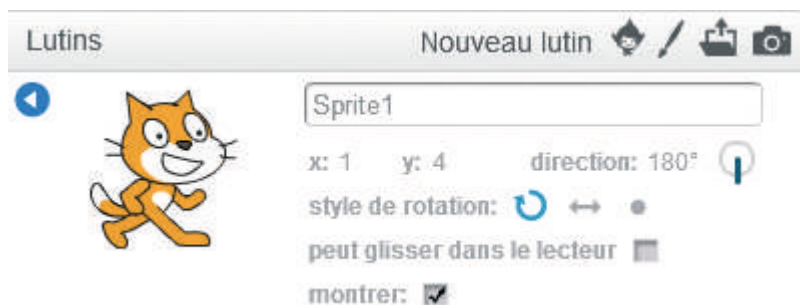 Lutins Nouveau lutin
Sprite1
x: 1 y: 4 direction: 180°
style de rotation:
peut glisser dans le lecteur
montrer: